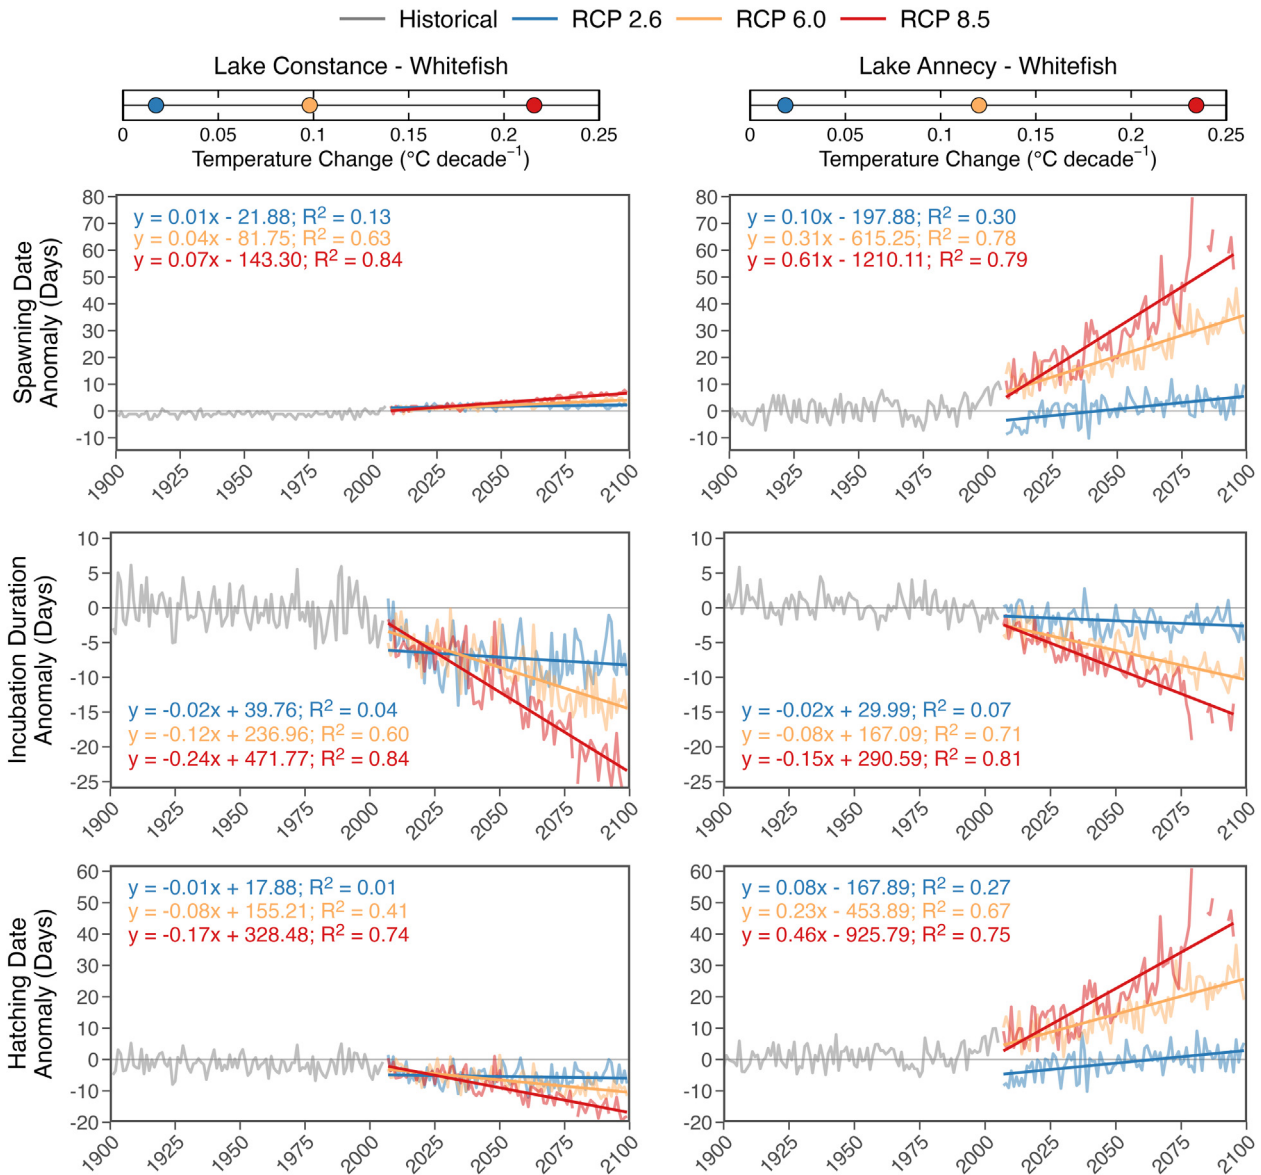 Historical RCP 2.6 RCP 6.0 RCP 8.5
Lake Constance - Whitefish
0 0.05 0.1 0.15 0.2 0.25
Temperature Change (°C decade⁻¹)
Lake Annecy - Whitefish
0 0.05 0.1 0.15 0.2 0.25
Temperature Change (°C decade⁻¹)
Spawning Date
Anomaly (Days)
80
70
60
50
40
30
20
10
0
-10
y = 0.01x - 21.88; R² = 0.13
y = 0.04x - 81.75; R² = 0.63
y = 0.07x - 143.30; R² = 0.84
1900 1925 1950 1975 2000 2025 2050 2075 2100
80
70
60
50
40
30
20
10
0
-10
y = 0.10x - 197.88; R² = 0.30
y = 0.31x - 615.25; R² = 0.78
y = 0.61x - 1210.11; R² = 0.79
1900 1925 1950 1975 2000 2025 2050 2075 2100
Incubation Duration
Anomaly (Days)
10
5
0
-5
-10
-15
-20
-25
y = -0.02x + 39.76; R² = 0.04
y = -0.12x + 236.96; R² = 0.60
y = -0.24x + 471.77; R² = 0.84
1900 1925 1950 1975 2000 2025 2050 2075 2100
10
5
0
-5
-10
-15
-20
-25
y = -0.02x + 29.99; R² = 0.07
y = -0.08x + 167.09; R² = 0.71
y = -0.15x + 290.59; R² = 0.81
1900 1925 1950 1975 2000 2025 2050 2075 2100
Hatching Date
Anomaly (Days)
60
50
40
30
20
10
0
-10
-20
y = -0.01x + 17.88; R² = 0.01
y = -0.08x + 155.21; R² = 0.41
y = -0.17x + 328.48; R² = 0.74
1900 1925 1950 1975 2000 2025 2050 2075 2100
60
50
40
30
20
10
0
-10
-20
y = 0.08x - 167.89; R² = 0.27
y = 0.23x - 453.89; R² = 0.67
y = 0.46x - 925.79; R² = 0.75
1900 1925 1950 1975 2000 2025 2050 2075 2100